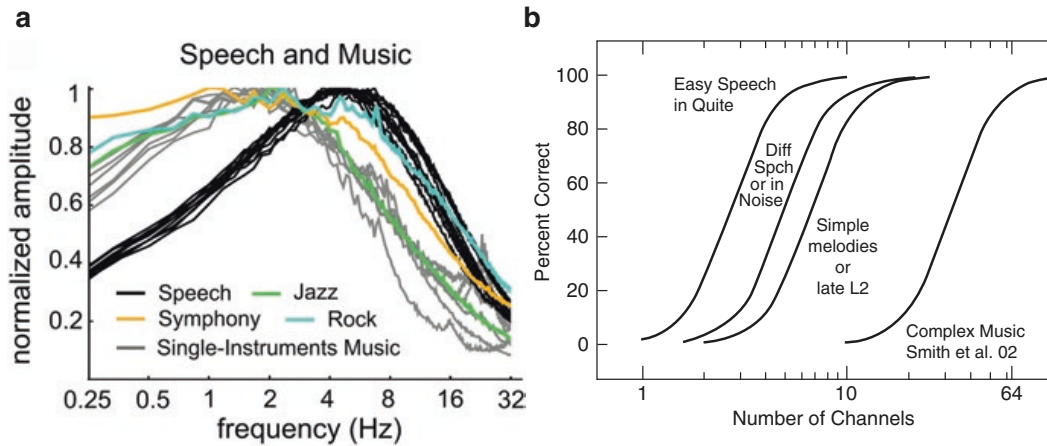 a
Speech and Music
normalized amplitude
1
0.8
0.6
0.4
0.2
Speech
Jazz
Symphony
Rock
Single-Instruments Music
0.25
0.5
1
2
4
8
16
32
frequency (Hz)
b
Percent Correct
100
80
60
40
20
0
Easy Speech
in Quite
Diff
Spch
or in
Noise
Simple
melodies
or
late L2
Complex Music
Smith et al. 02
1
10
64
Number of Channels